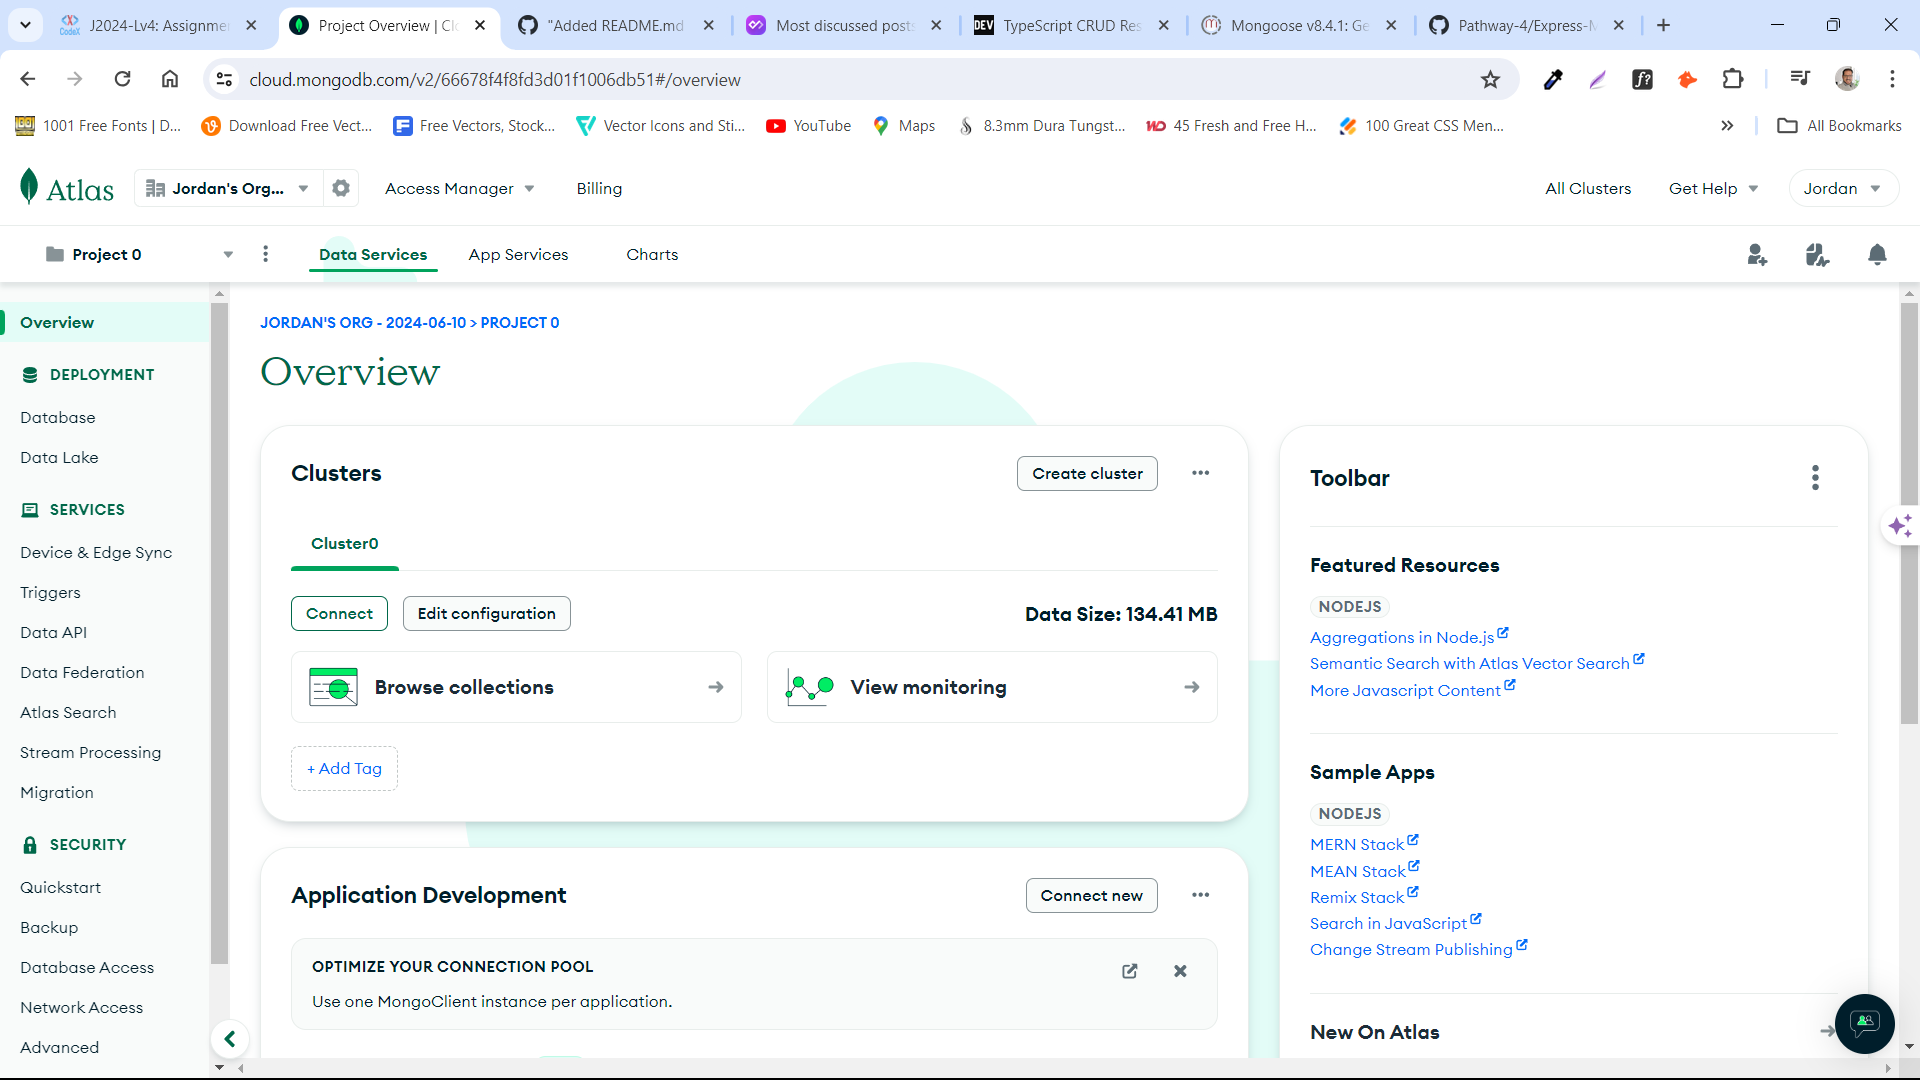 J2024-Lv4: Assignmen
Project Overview | Clo
"Added README.md
Most discussed posts
TypeScript CRUD Res
Mongoose v8.4.1: Ge
Pathway-4/Express-M
cloud.mongodb.com/v2/66678f4f8fd3d01f1006db51#/overview
1001 Free Fonts | D...
Download Free Vect...
Free Vectors, Stock...
Vector Icons and Sti...
YouTube
Maps
8.3mm Dura Tungst...
45 Fresh and Free H...
100 Great CSS Men...
All Bookmarks
Atlas
Jordan's Org...
Access Manager
Billing
All Clusters
Get Help
Jordan
Project 0
Data Services
App Services
Charts
Overview
DEPLOYMENT
Database
Data Lake
SERVICES
Device & Edge Sync
Triggers
Data API
Data Federation
Atlas Search
Stream Processing
Migration
SECURITY
Quickstart
Backup
Database Access
Network Access
Advanced
JORDAN'S ORG - 2024-06-10 > PROJECT 0
Overview
Clusters
Create cluster
Cluster0
Connect
Edit configuration
Data Size: 134.41 MB
Browse collections
View monitoring
+ Add Tag
Application Development
Connect new
OPTIMIZE YOUR CONNECTION POOL
Use one MongoClient instance per application.
Toolbar
Featured Resources
NODEJS
Aggregations in Node.js
Semantic Search with Atlas Vector Search
More Javascript Content
Sample Apps
NODEJS
MERN Stack
MEAN Stack
Remix Stack
Search in JavaScript
Change Stream Publishing
New On Atlas